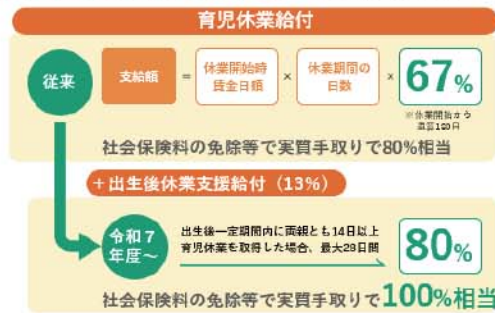 育児休業給付
従来
支給額 = 休業開始時賃金日額 × 休業期間の日数 × 67%
※休業開始から
通算180日
社会保険料の免除等で実質手取りで80%相当
+出生後休業支援給付(13%)
令和7年度〜
出生後一定期間内に両親とも14日以上
育児休業を取得した場合、最大28日間
80%
社会保険料の免除等で実質手取りで100%相当